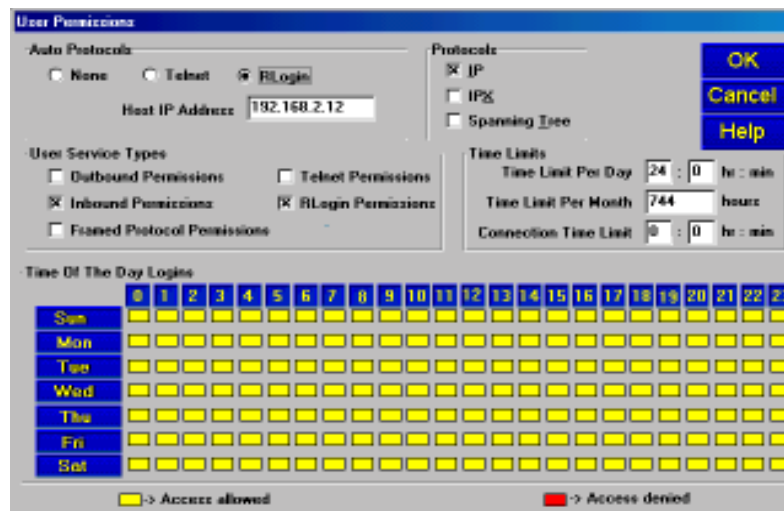 User Permissions
Auto Protocols
None
Telnet
RLogin
Host IP Address 192.168.2.12
Protocols
IP
IPX
Spanning Tree
OK
Cancel
Help
User Service Types
Outbound Permissions
Telnet Permissions
Inbound Permissions
RLogin Permissions
Framed Protocol Permissions
Time Limits
Time Limit Per Day 24 : 0 hr : min
Time Limit Per Month 744 hours
Connection Time Limit 0 : 0 hr : min
Time Of The Day Logins
0 1 2 3 4 5 6 7 8 9 10 11 12 13 14 15 16 17 18 19 20 21 22
Sun
Mon
Tue
Wed
Thu
Fri
Sat
-> Access allowed
-> Access denied